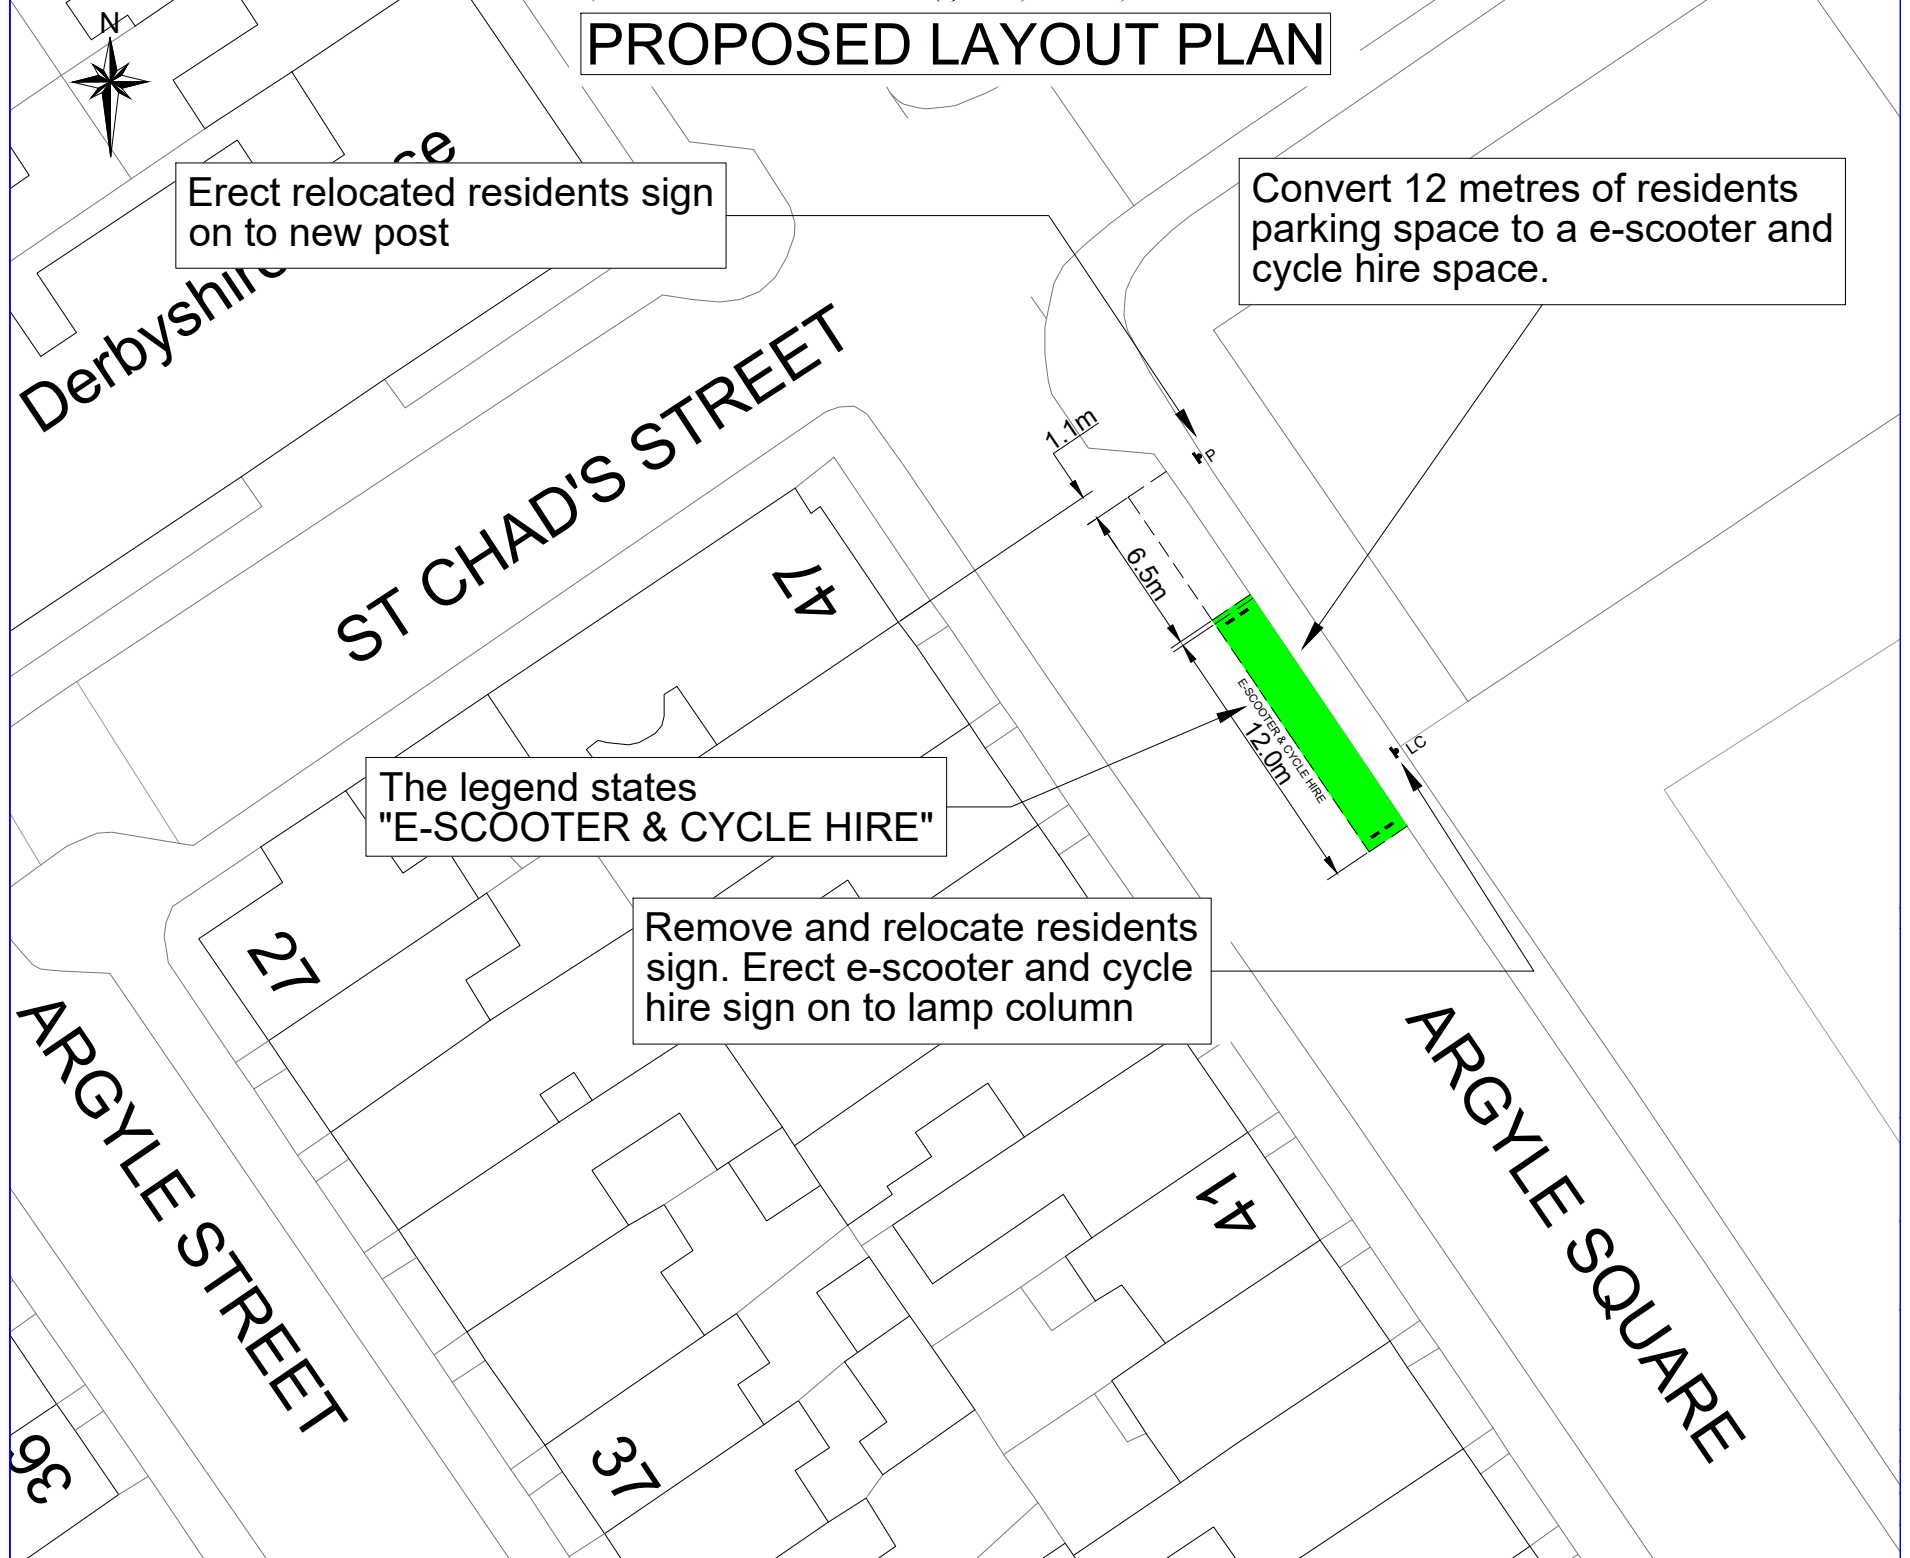 N
PROPOSED LAYOUT PLAN
Erect relocated residents sign
on to new post
Convert 12 metres of residents
parking space to a e-scooter and
cycle hire space.
ST CHAD'S STREET
1.1m
P
6.5m
47
E-SCOOTER & CYCLE HIRE
12.0m
LC
The legend states
"E-SCOOTER & CYCLE HIRE"
27
Remove and relocate residents
sign. Erect e-scooter and cycle
hire sign on to lamp column
ARGYLE STREET
ARGYLE SQUARE
41
37
36